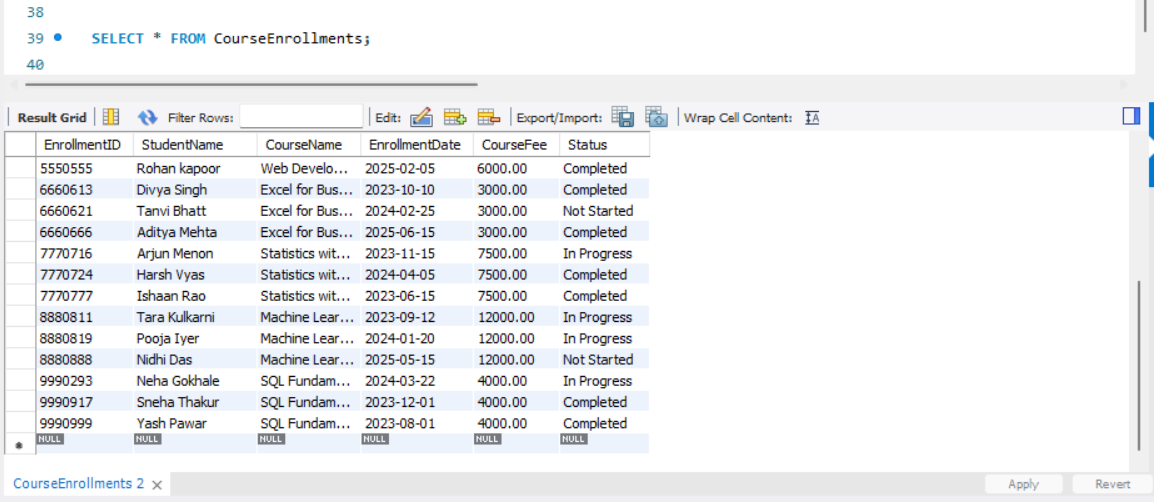 38
39 SELECT * FROM CourseEnrollments;
40
Result Grid Filter Rows: Edit: Export/Import: Wrap Cell Content: IA
EnrollmentID StudentName CourseName EnrollmentDate CourseFee Status
5550555 Rohan kapoor Web Develo... 2025-02-05 6000.00 Completed
6660613 Divya Singh Excel for Bus... 2023-10-10 3000.00 Completed
6660621 Tanvi Bhatt Excel for Bus... 2024-02-25 3000.00 Not Started
6660666 Aditya Mehta Excel for Bus... 2025-06-15 3000.00 Completed
7770716 Arjun Menon Statistics wit... 2023-11-15 7500.00 In Progress
7770724 Harsh Vyas Statistics wit... 2024-04-05 7500.00 Completed
7770777 Ishaan Rao Statistics wit... 2023-06-15 7500.00 Completed
8880811 Tara Kulkarni Machine Lear... 2023-09-12 12000.00 In Progress
8880819 Pooja Iyer Machine Lear... 2024-01-20 12000.00 In Progress
8880888 Nidhi Das Machine Lear... 2025-05-15 12000.00 Not Started
9990293 Neha Gokhale SQL Fundam... 2024-03-22 4000.00 In Progress
9990917 Sneha Thakur SQL Fundam... 2023-12-01 4000.00 Completed
9990999 Yash Pawar SQL Fundam... 2023-08-01 4000.00 Completed
NULL NULL NULL NULL NULL NULL
CourseEnrollments 2 Apply Revert